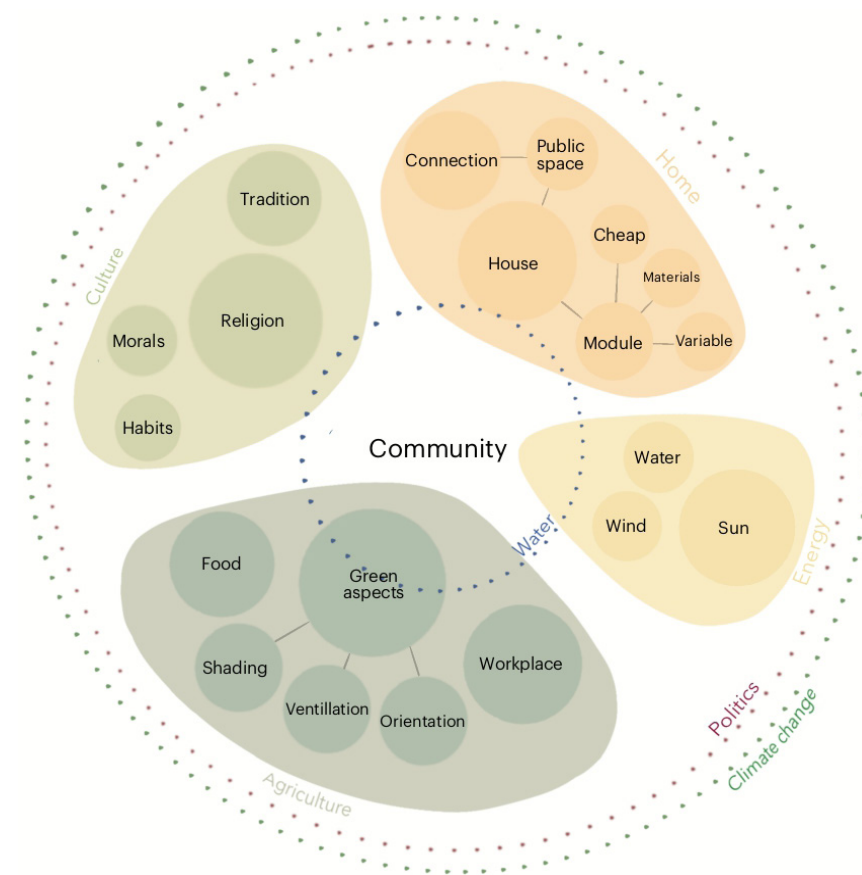 Home
Connection
Public
space
House
Cheap
Materials
Module
Variable
Culture
Tradition
Religion
Morals
Habits
Community
Water
Energy
Water
Wind
Sun
Agriculture
Food
Green
aspects
Shading
Ventillation
Orientation
Workplace
Politics
Climate change